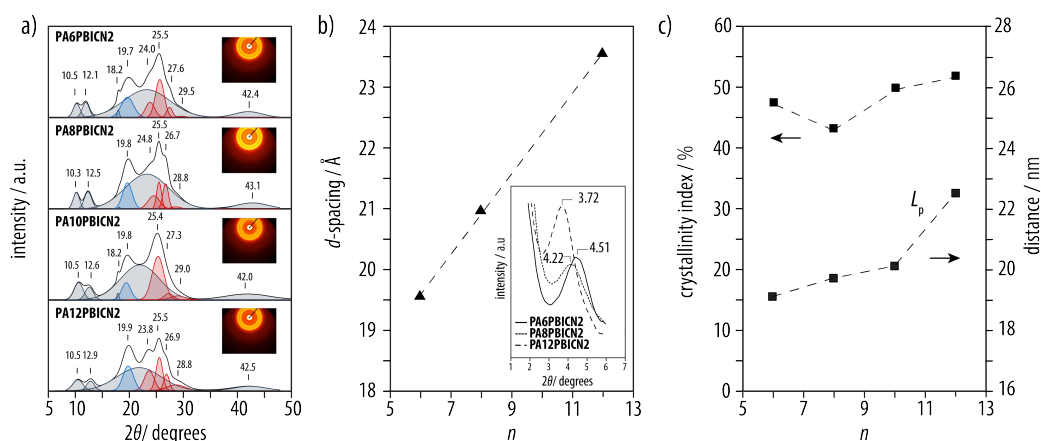 a)
PA6PBICN2
10.5 12.1 18.2 19.7 24.0 25.5 27.6 29.5 42.4
PA8PBICN2
10.3 12.5 19.8 24.8 25.5 26.7 28.8 43.1
PA10PBICN2
10.5 12.6 18.2 19.8 25.4 27.3 29.0 42.0
PA12PBICN2
10.5 12.9 19.9 23.8 25.5 26.9 28.8 42.5
intensity / a.u.
5 10 20 30 40 50
2θ/ degrees
b)
24
23
22
21
20
19
18
d-spacing / Å
5 7 9 11 13
n
3.72
4.51
4.22
intensity / a.u
PA6PBICN2
PA8PBICN2
PA12PBICN2
1 2 3 4 5 6 7
2θ/ degrees
c)
60
50
40
30
20
10
0
crystallinity index / %
Lp
28
26
24
22
20
18
16
distance / nm
5 7 9 11 13
n